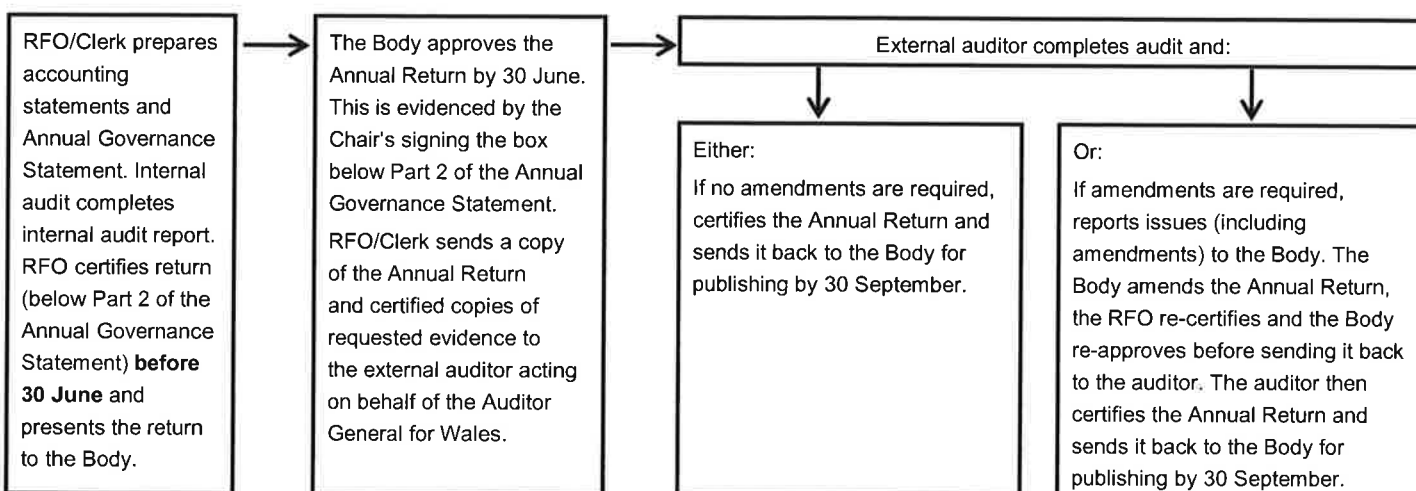 RFO/Clerk prepares
accounting
statements and
Annual Governance
Statement. Internal
audit completes
internal audit report.
RFO certifies return
(below Part 2 of the
Annual Governance
Statement) before
30 June and
presents the return
to the Body.
The Body approves the
Annual Return by 30 June.
This is evidenced by the
Chair's signing the box
below Part 2 of the Annual
Governance Statement.
RFO/Clerk sends a copy
of the Annual Return
and certified copies of
requested evidence to
the external auditor acting
on behalf of the Auditor
General for Wales.
External auditor completes audit and:
Either:
If no amendments are required,
certifies the Annual Return and
sends it back to the Body for
publishing by 30 September.
Or:
If amendments are required,
reports issues (including
amendments) to the Body. The
Body amends the Annual Return,
the RFO re-certifies and the Body
re-approves before sending it back
to the auditor. The auditor then
certifies the Annual Return and
sends it back to the Body for
publishing by 30 September.